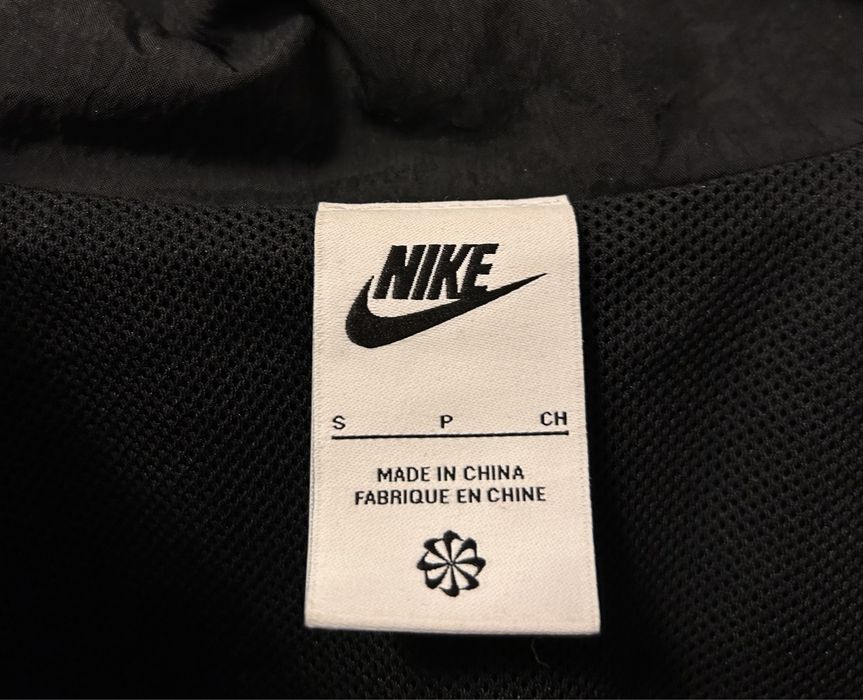 NIKE
S P CH
MADE IN CHINA
FABRIQUE EN CHINE